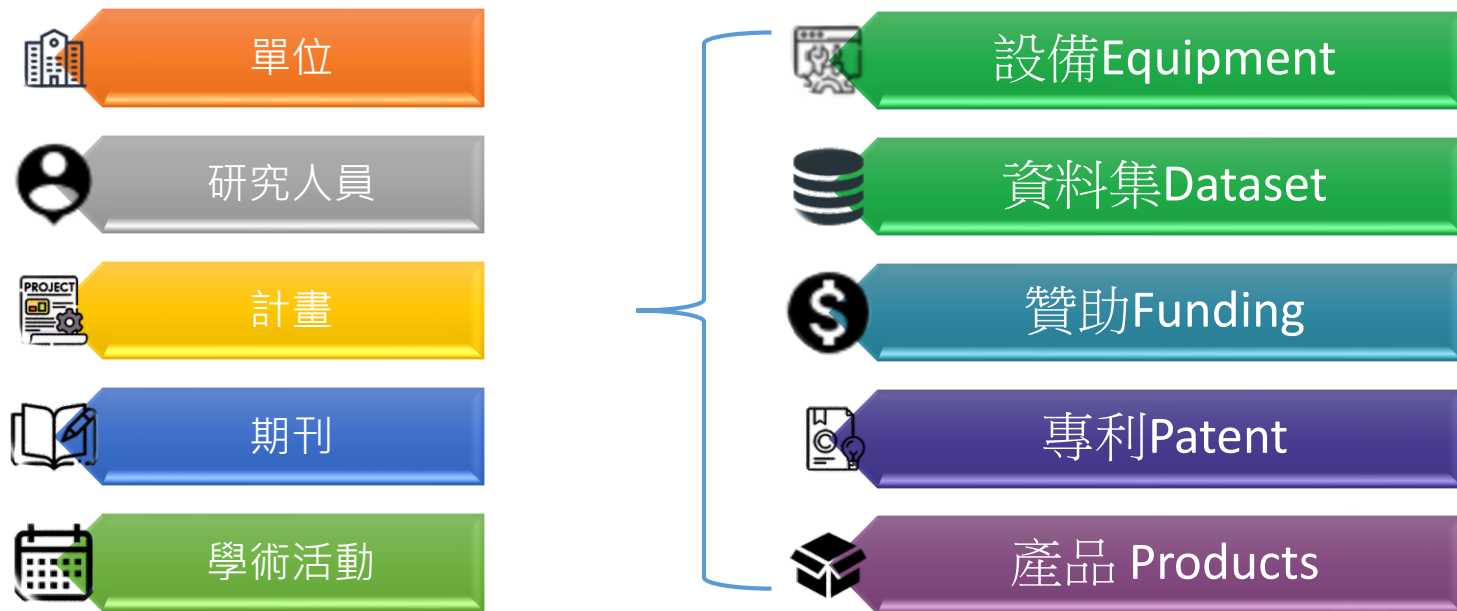 單位
研究人員
PROJECT
計畫
期刊
學術活動
設備Equipment
資料集Dataset
贊助Funding
專利Patent
產品 Products